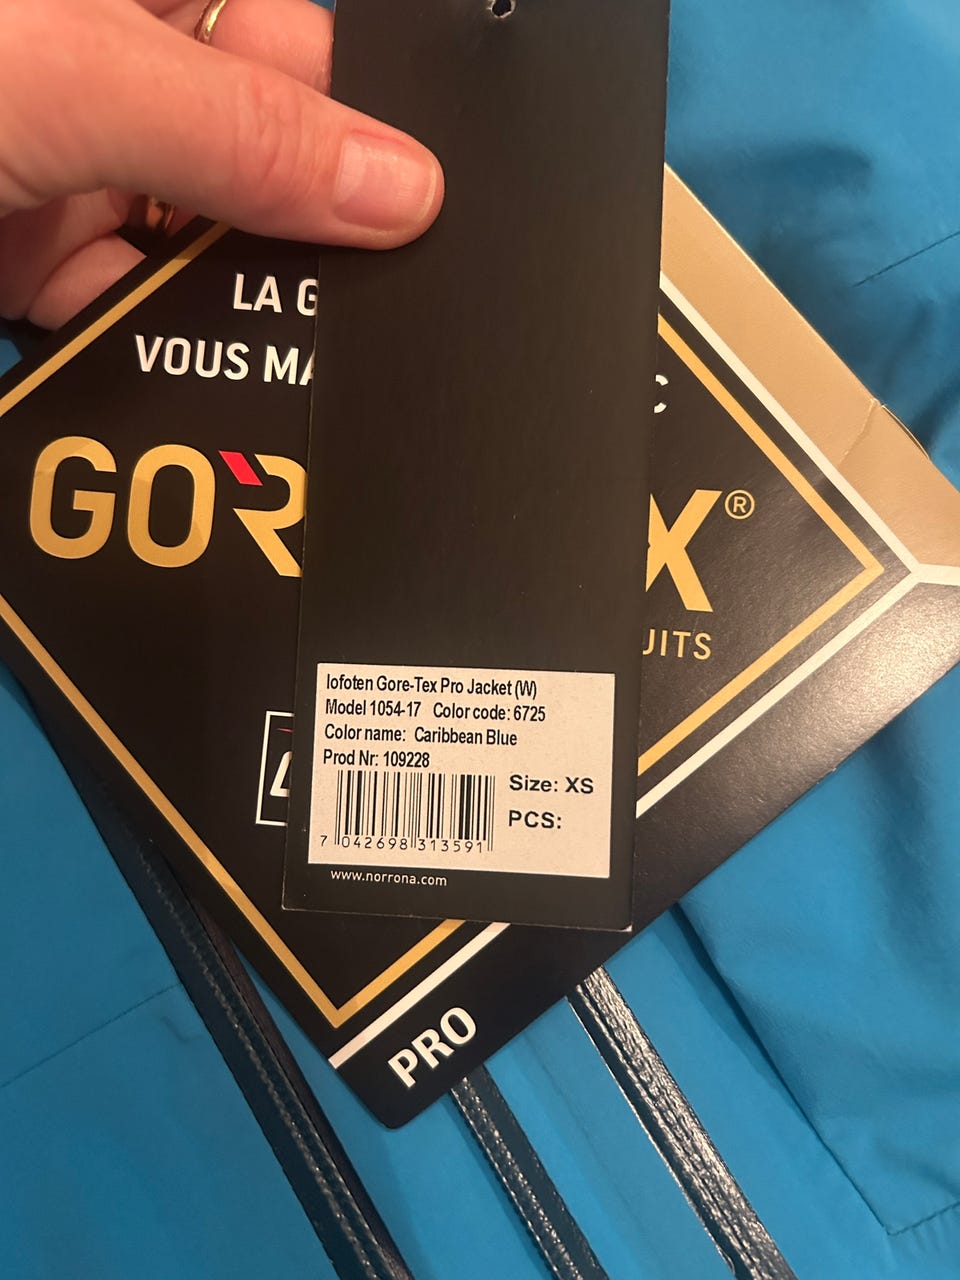 LA
VOUS
GOR
X®
UITS
lofoten Gore-Tex Pro Jacket (W)
Model 1054-17 Color code: 6725
Color name: Caribbean Blue
Prod Nr: 109228
Size: XS
PCS:
7 042698 313591
www.norrona.com
PRO